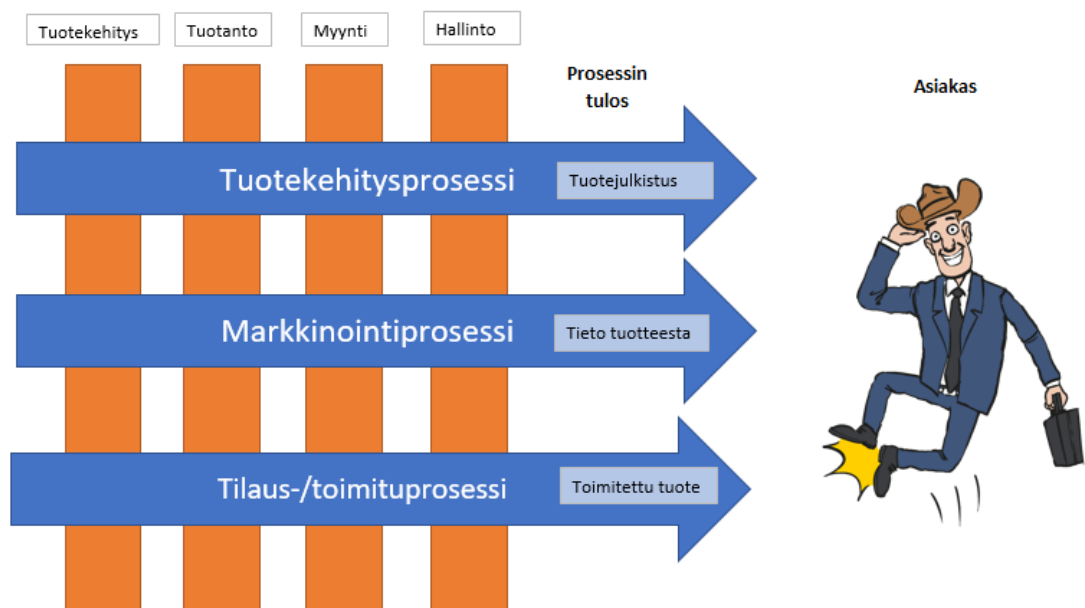 Tuotekehitys
Tuotanto
Myynti
Hallinto
Prosessin
tulos
Asiakas
Tuotekehitysprosessi
Tuotejulkistus
Markkinointiprosessi
Tieto tuotteesta
Tilaus-/toimituprosessi
Toimitettu tuote